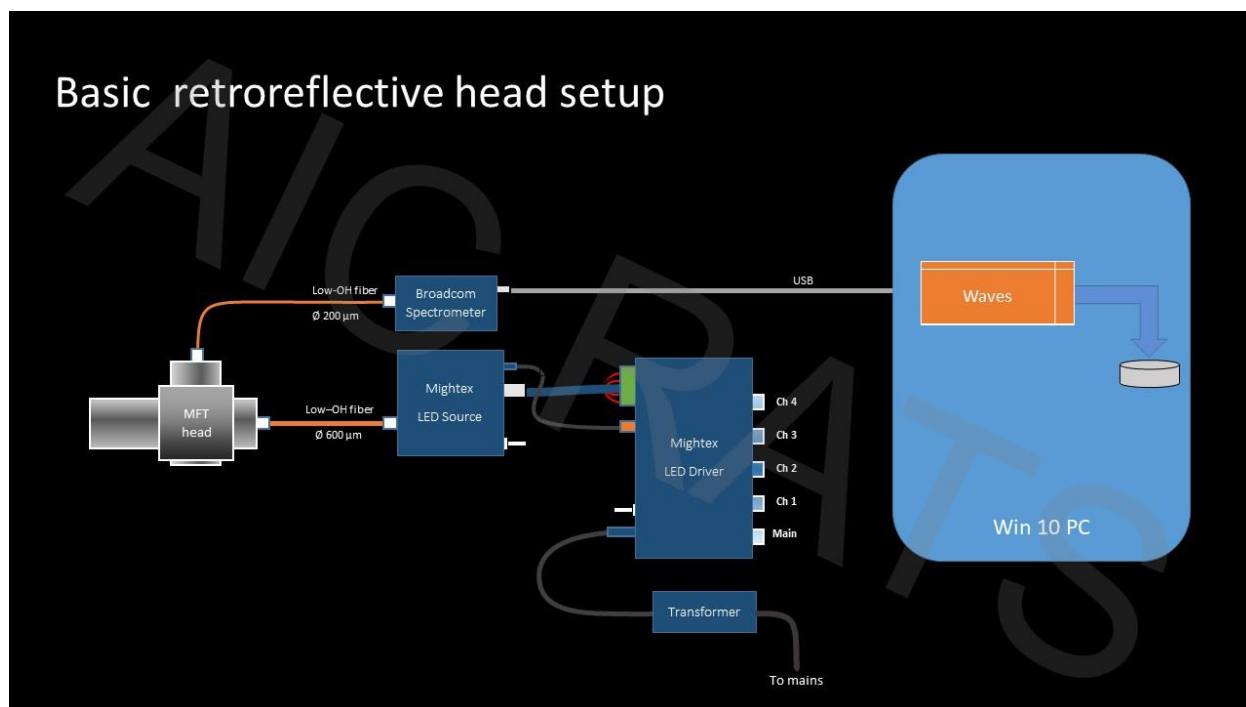 Basic retroreflective head setup
AIC RATS
USB
Low-OH fiber
Ø 200 µm
Broadcom
Spectrometer
Waves
MFT
head
Low–OH fiber
Ø 600 µm
Mightex
LED Source
Mightex
LED Driver
Ch 4
Ch 3
Ch 2
Ch 1
Main
Win 10 PC
Transformer
To mains